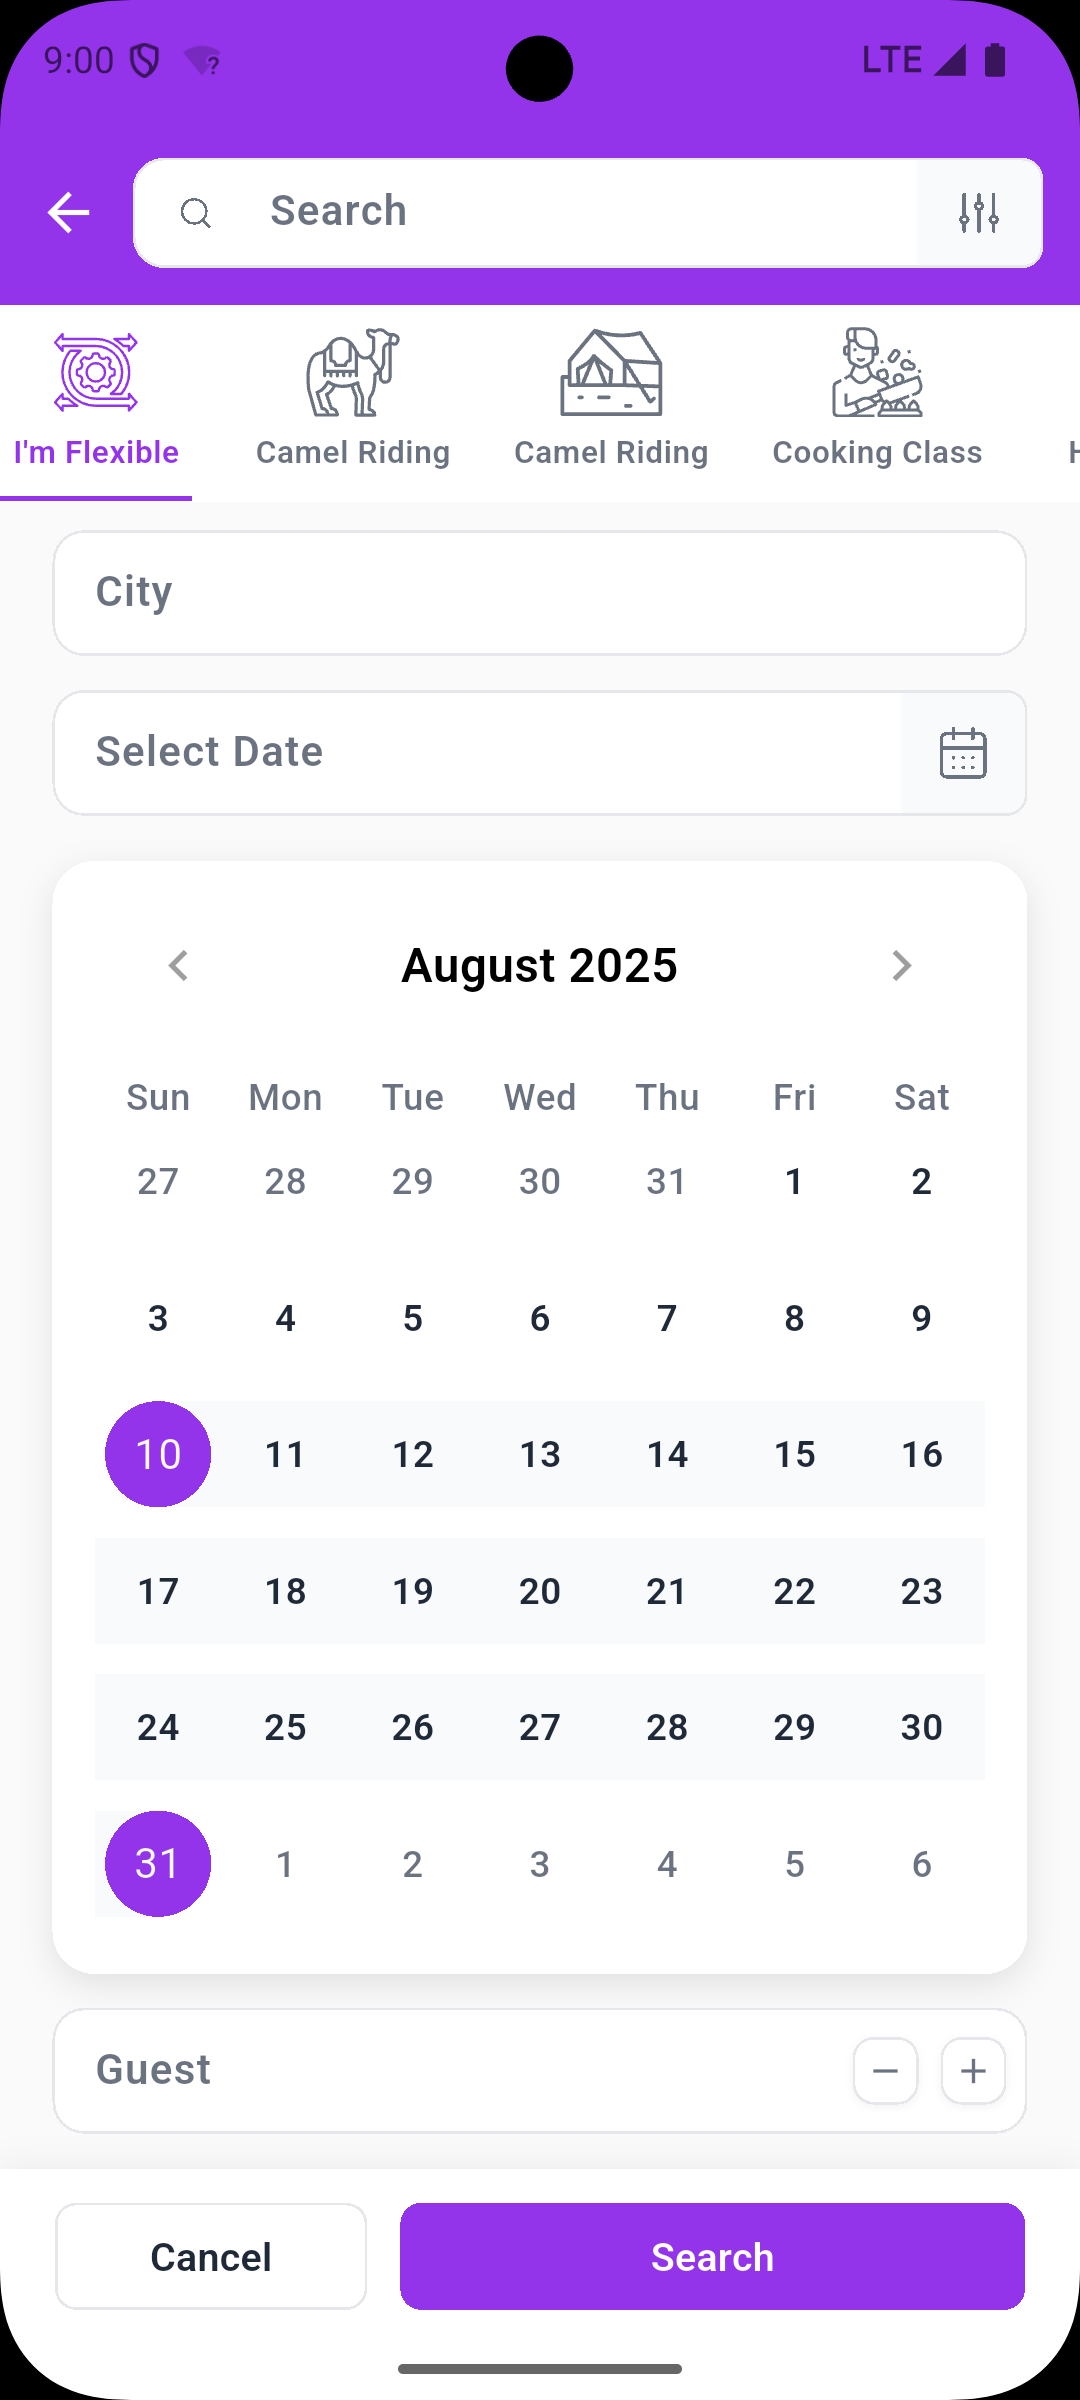 9:00 LTE
Search
I'm Flexible Camel Riding Camel Riding Cooking Class
City
Select Date
August 2025
Sun Mon Tue Wed Thu Fri Sat
27 28 29 30 31 1 2
3 4 5 6 7 8 9
10 11 12 13 14 15 16
17 18 19 20 21 22 23
24 25 26 27 28 29 30
31 1 2 3 4 5 6
Guest
Cancel Search